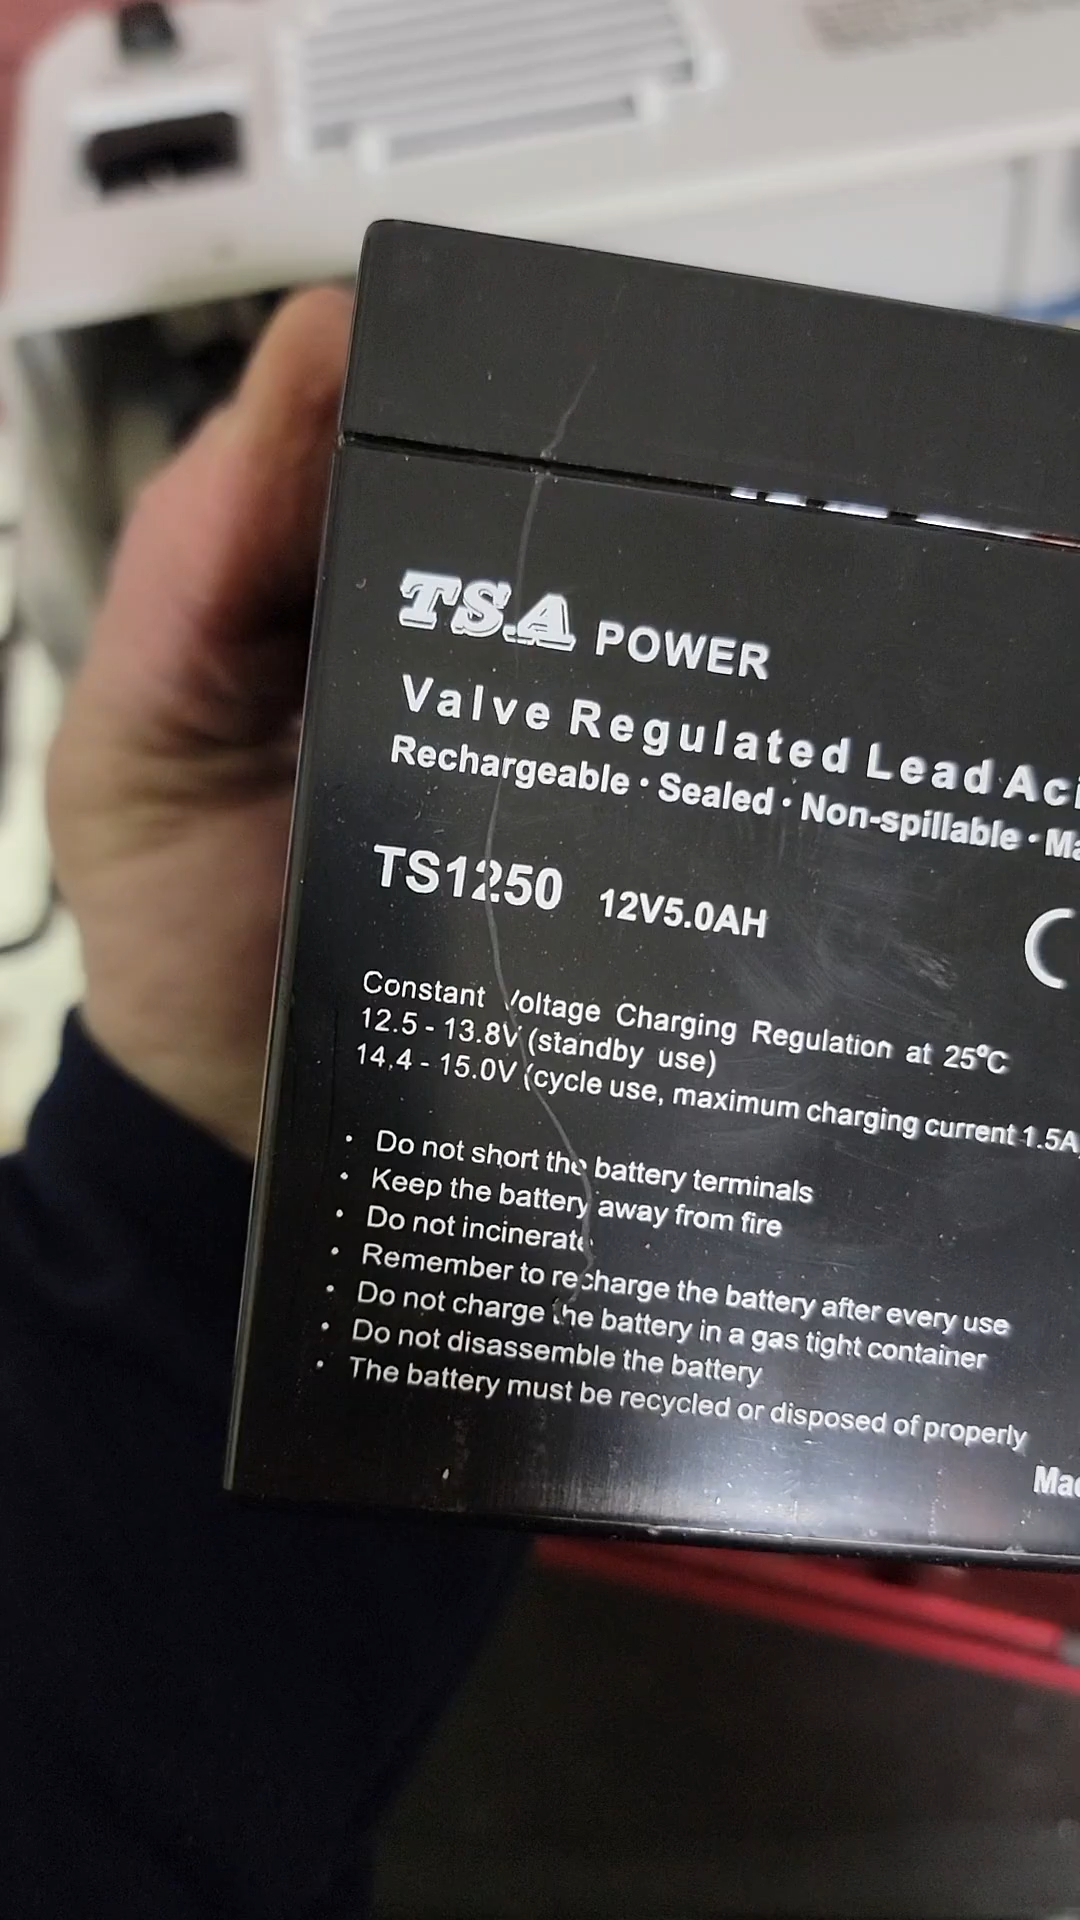 TSA POWER
Valve Regulated Lead Aci
Rechargeable · Sealed · Non-spillable · Ma
TS1250 12V5.0AH
Constant Voltage Charging Regulation at 25°C
12.5 - 13.8V (standby use)
14.4 - 15.0V (cycle use, maximum charging current 1.5A
• Do not short the battery terminals
• Keep the battery away from fire
• Do not incinerate
• Remember to recharge the battery after every use
• Do not charge the battery in a gas tight container
• Do not disassemble the battery
• The battery must be recycled or disposed of properly
Mad